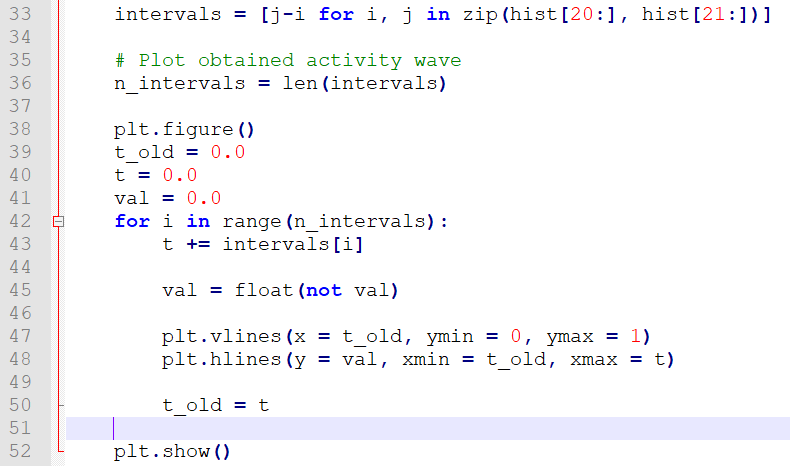 33 intervals = [j-i for i, j in zip(hist[20:], hist[21:])]
34
35 # Plot obtained activity wave
36 n_intervals = len(intervals)
37
38 plt.figure()
39 t_old = 0.0
40 t = 0.0
41 val = 0.0
42 for i in range(n_intervals):
43 t += intervals[i]
44
45 val = float(not val)
46
47 plt.vlines(x = t_old, ymin = 0, ymax = 1)
48 plt.hlines(y = val, xmin = t_old, xmax = t)
49
50 t_old = t
51
52 plt.show()